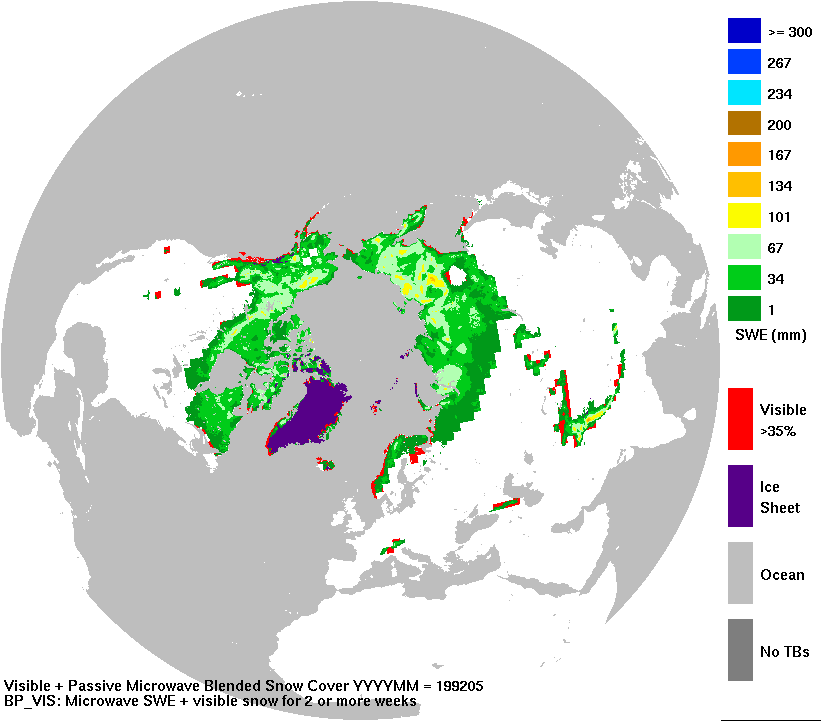 >= 300
267
234
200
167
134
101
67
34
1
SWE (mm)
Visible
>35%
Ice
Sheet
Ocean
No TBs
Visible + Passive Microwave Blended Snow Cover YYYYMM = 199205
BP_VIS: Microwave SWE + visible snow for 2 or more weeks